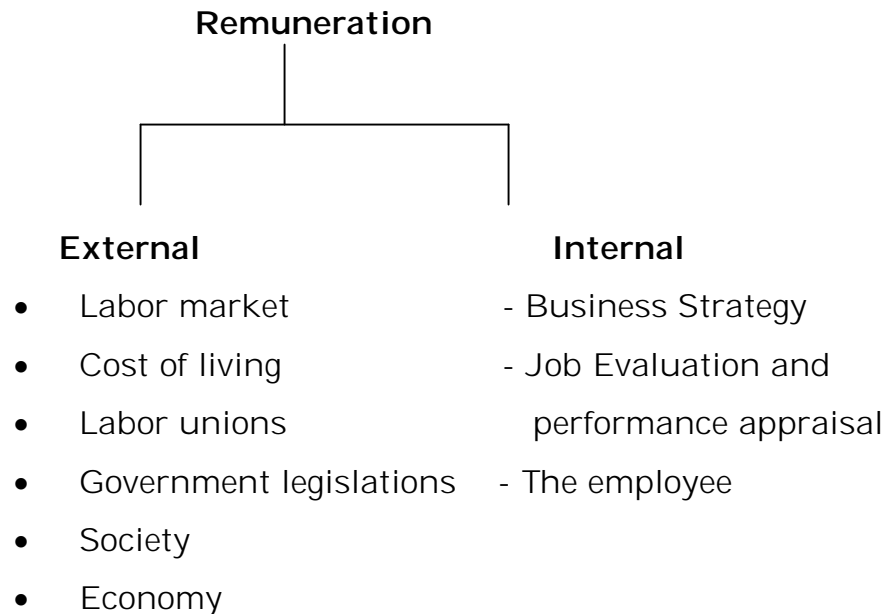 Remuneration
External Internal
• Labor market - Business Strategy
• Cost of living - Job Evaluation and
• Labor unions performance appraisal
• Government legislations - The employee
• Society
• Economy